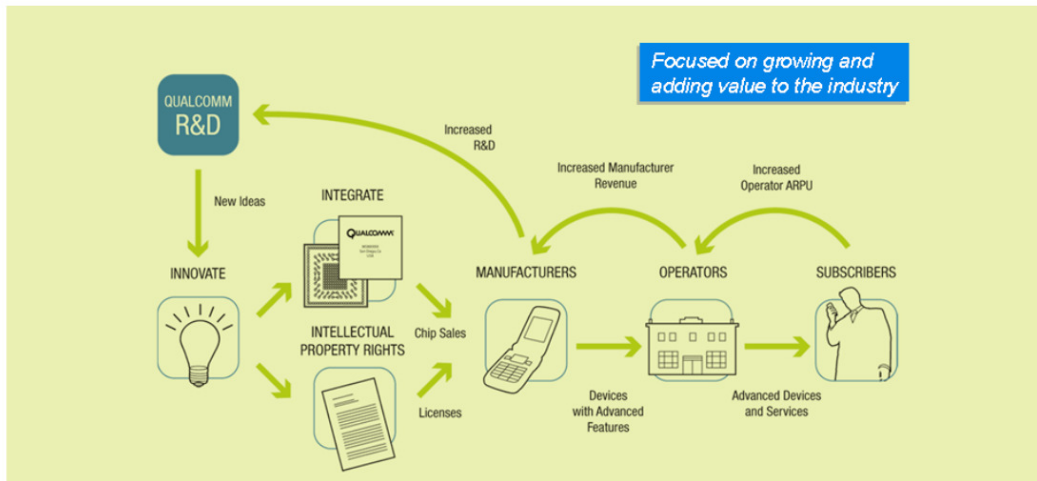 Focused on growing and
adding value to the industry
QUALCOMM
R&D
Increased
R&D
Increased Manufacturer
Revenue
Increased
Operator ARPU
New Ideas
INTEGRATE
QUALCOMM
INNOVATE
MANUFACTURERS
OPERATORS
SUBSCRIBERS
INTELLECTUAL
PROPERTY RIGHTS
Chip Sales
Licenses
Devices
with Advanced
Features
Advanced Devices
and Services